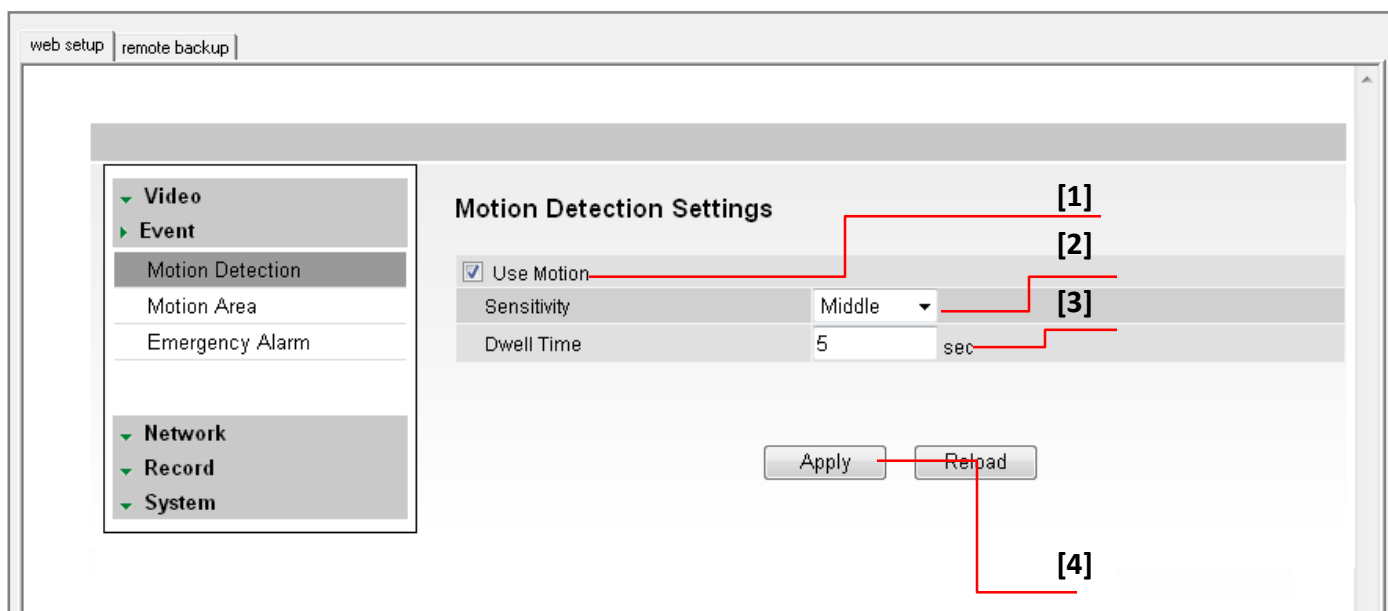 web setup
remote backup
Video
Event
Motion Detection
Motion Area
Emergency Alarm
Network
Record
System
Motion Detection Settings
[1]
[2]
Use Motion
Sensitivity
Middle
[3]
Dwell Time
5
sec
Apply
Reload
[4]